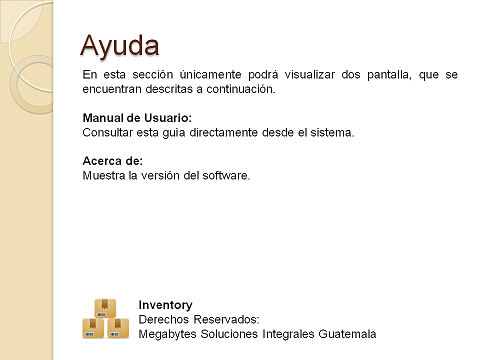 Ayuda
En esta sección únicamente podrá visualizar dos pantalla, que se
encuentran descritas a continuación.
Manual de Usuario:
Consultar esta guía directamente desde el sistema.
Acerca de:
Muestra la versión del software.
Inventory
Derechos Reservados:
Megabytes Soluciones Integrales Guatemala